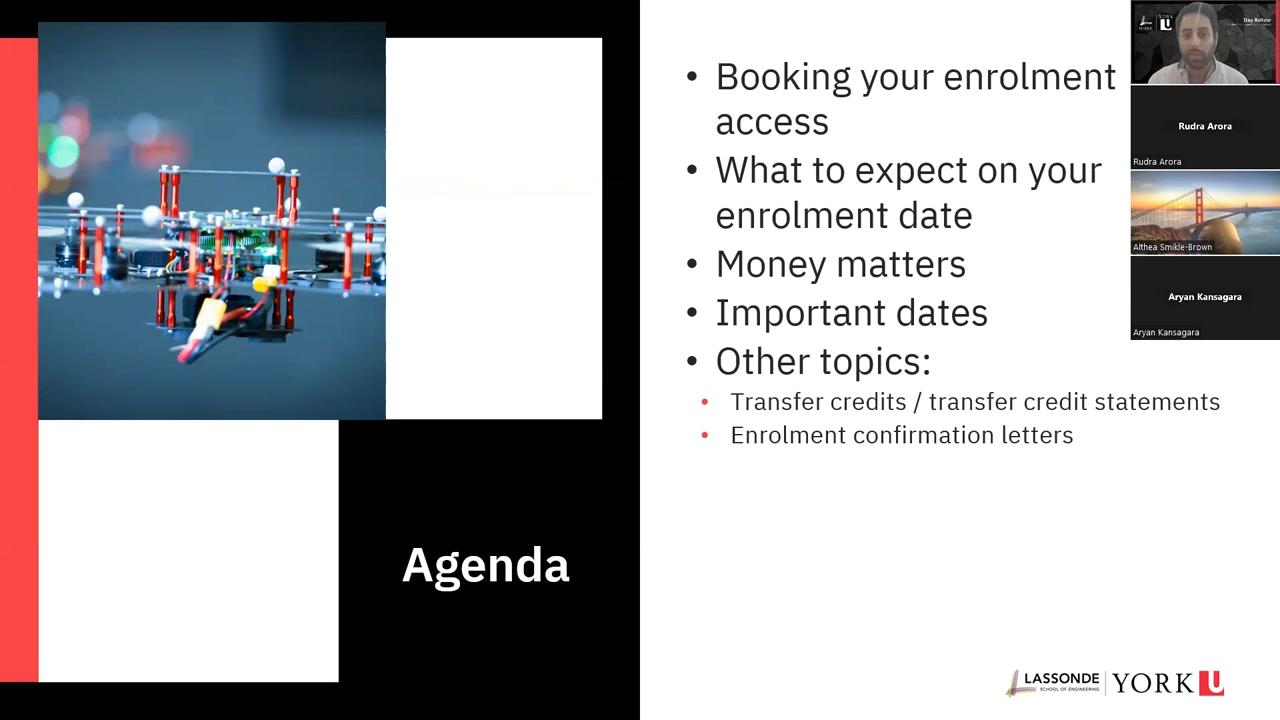 • Booking your enrolment
access
• What to expect on your
enrolment date
• Money matters
• Important dates
• Other topics:
• Transfer credits / transfer credit statements
• Enrolment confirmation letters
Agenda
Rudra Arora
Rudra Arora
Althea Smikle-Brown
Aryan Kansagara
Aryan Kansagara
LASSONDE
SCHOOL OF ENGINEERING
YORK U